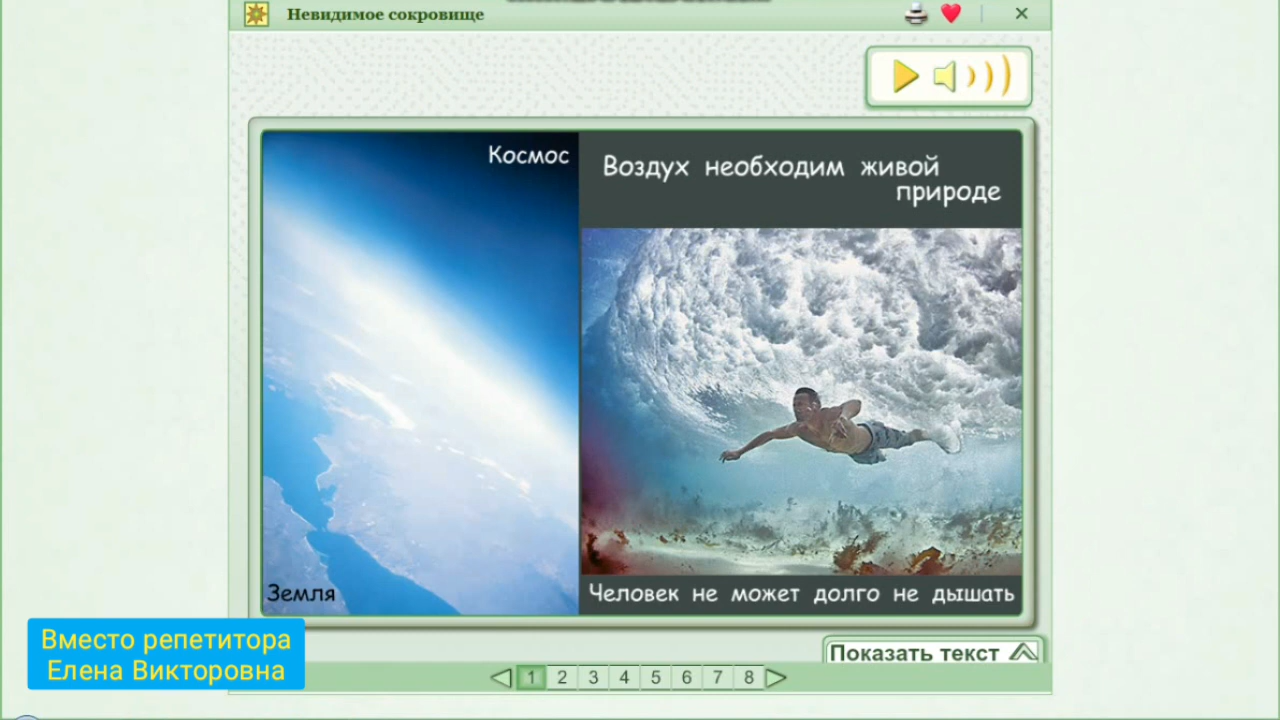 Невидимое сокровище
Космос
Земля
Воздух необходим живой
природе
Человек не может долго не дышать
Показать текст
Вместо репетитора
Елена Викторовна
1 2 3 4 5 6 7 8